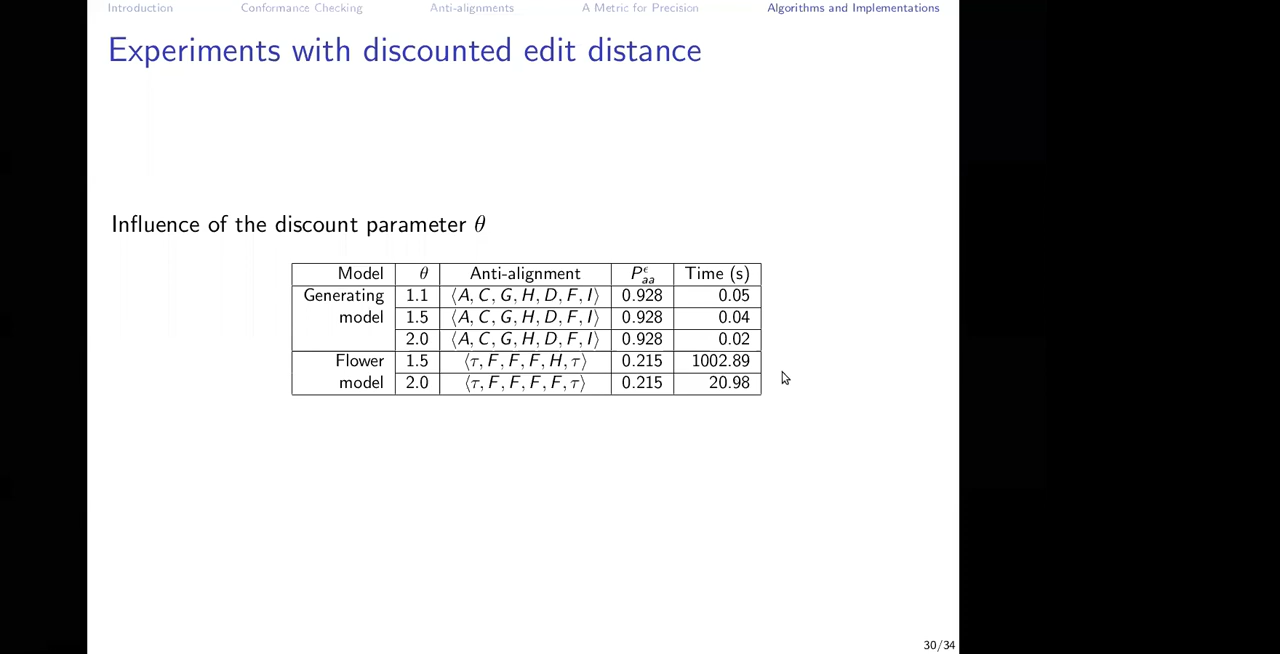 Introduction Conformance Checking Anti-alignments A Metric for Precision Algorithms and Implementations
Experiments with discounted edit distance
Influence of the discount parameter θ
Model θ Anti-alignment P^ϵ_aa Time (s)
Generating 1.1 ⟨A, C, G, H, D, F, I⟩ 0.928 0.05
model 1.5 ⟨A, C, G, H, D, F, I⟩ 0.928 0.04
2.0 ⟨A, C, G, H, D, F, I⟩ 0.928 0.02
Flower 1.5 ⟨τ, F, F, F, H, τ⟩ 0.215 1002.89
model 2.0 ⟨τ, F, F, F, F, τ⟩ 0.215 20.98
30/34